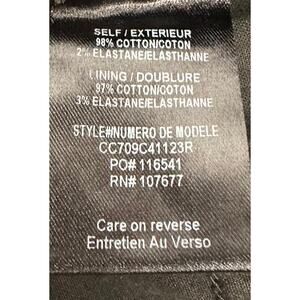 SELF / EXTERIEUR
98% COTTON/COTON
2% ELASTANE/ELASTHANNE
LINING / DOUBLURE
97% COTTON/COTON
3% ELASTANE/ELASTHANNE
STYLE#/NUMERO DE MODELE
CC709C41123R
PO# 116541
RN# 107677
Care on reverse
Entretien Au Verso